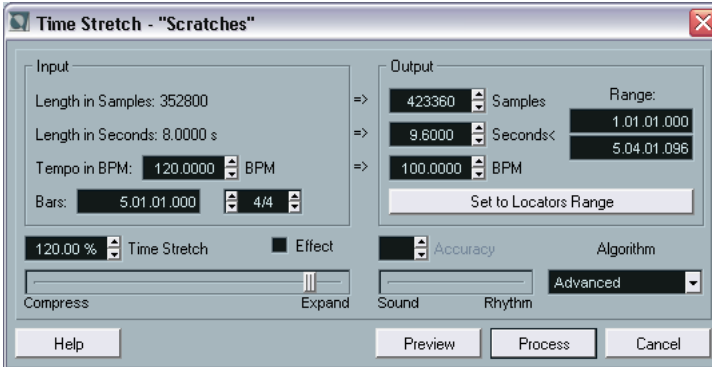 Time Stretch - "Scratches"
Input
Length in Samples: 352800
=>
Length in Seconds: 8.0000 s
=>
Tempo in BPM: 120.0000 BPM
=>
Bars: 5.01.01.000 4/4
Output
423360 Samples
9.6000 Seconds<
100.0000 BPM
Range:
1.01.01.000
5.04.01.096
Set to Locators Range
120.00 % Time Stretch
Effect
Compress Expand
Accuracy
Sound Rhythm
Algorithm
Advanced
Help Preview Process Cancel